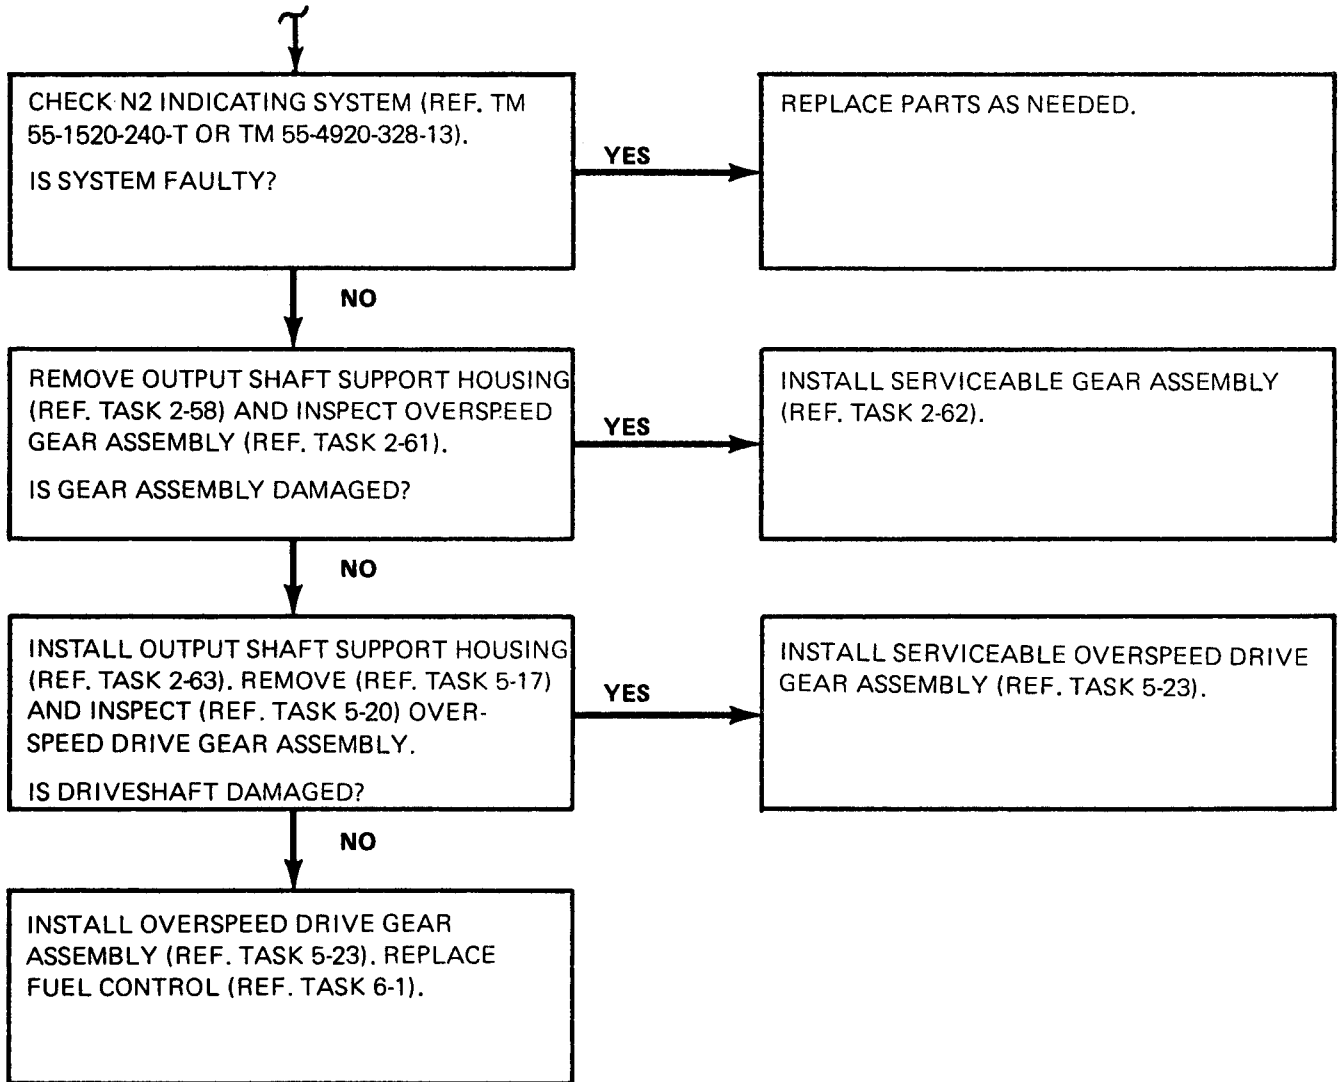 CHECK N2 INDICATING SYSTEM (REF. TM
55-1520-240-T OR TM 55-4920-328-13).
IS SYSTEM FAULTY?
YES
REPLACE PARTS AS NEEDED.
NO
REMOVE OUTPUT SHAFT SUPPORT HOUSING
(REF. TASK 2-58) AND INSPECT OVERSPEED
GEAR ASSEMBLY (REF. TASK 2-61).
IS GEAR ASSEMBLY DAMAGED?
YES
INSTALL SERVICEABLE GEAR ASSEMBLY
(REF. TASK 2-62).
NO
INSTALL OUTPUT SHAFT SUPPORT HOUSING
(REF. TASK 2-63). REMOVE (REF. TASK 5-17)
AND INSPECT (REF. TASK 5-20) OVER-
SPEED DRIVE GEAR ASSEMBLY.
IS DRIVESHAFT DAMAGED?
YES
INSTALL SERVICEABLE OVERSPEED DRIVE
GEAR ASSEMBLY (REF. TASK 5-23).
NO
INSTALL OVERSPEED DRIVE GEAR
ASSEMBLY (REF. TASK 5-23). REPLACE
FUEL CONTROL (REF. TASK 6-1).